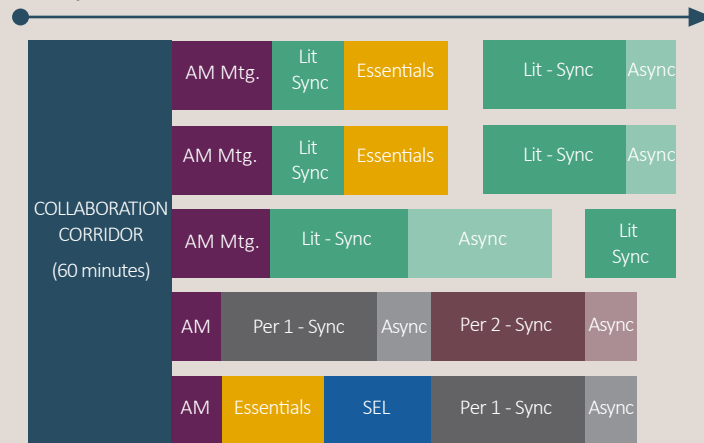 COLLABORATION
CORRIDOR
(60 minutes)
AM Mtg.
Lit
Sync
Essentials
Lit - Sync
Async
AM Mtg.
Lit
Sync
Essentials
Lit - Sync
Async
AM Mtg.
Lit - Sync
Async
Lit
Sync
AM
Per 1 - Sync
Async
Per 2 - Sync
Async
AM
Essentials
SEL
Per 1 - Sync
Async